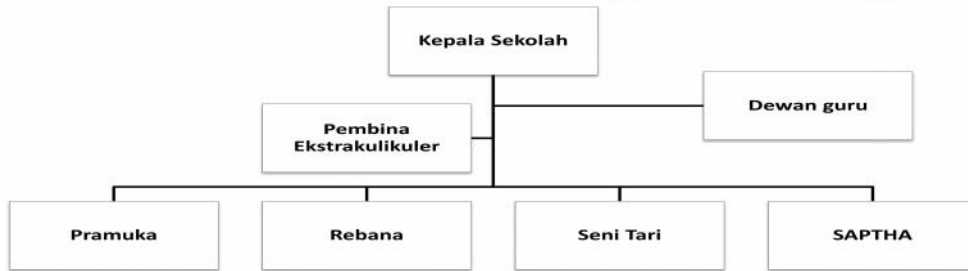 Kepala Sekolah
Dewan guru
Pembina
Ekstrakulikuler
Pramuka
Rebana
Seni Tari
SAPTHA